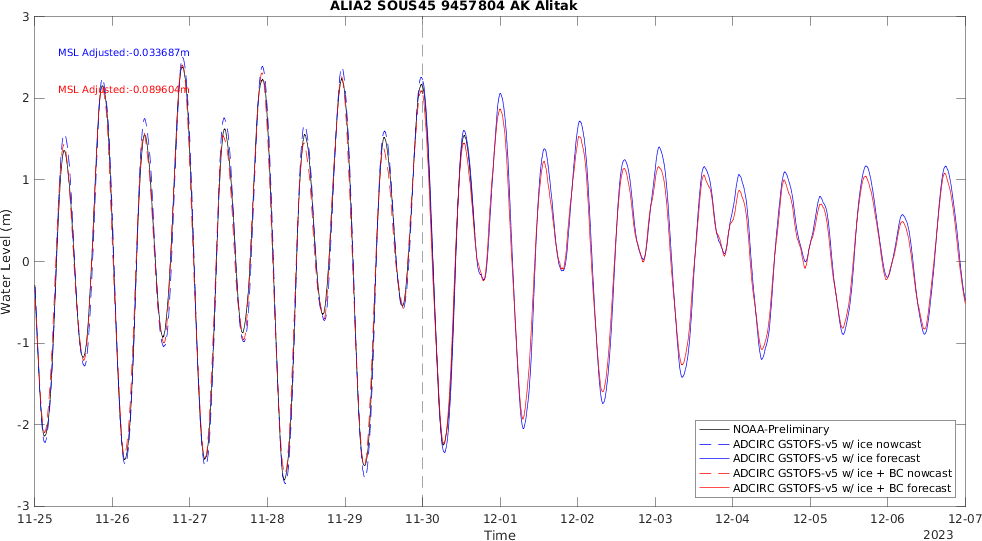 ALIA2 SOUS45 9457804 AK Alitak
3
2
1
0
-1
-2
-3
Water Level (m)
MSL Adjusted:-0.033687m
MSL Adjusted:-0.089604m
NOAA-Preliminary
ADCIRC GSTOFS-v5 w/ ice nowcast
ADCIRC GSTOFS-v5 w/ ice forecast
ADCIRC GSTOFS-v5 w/ ice + BC nowcast
ADCIRC GSTOFS-v5 w/ ice + BC forecast
11-25 11-26 11-27 11-28 11-29 11-30 12-01 12-02 12-03 12-04 12-05 12-06 12-07
Time
2023